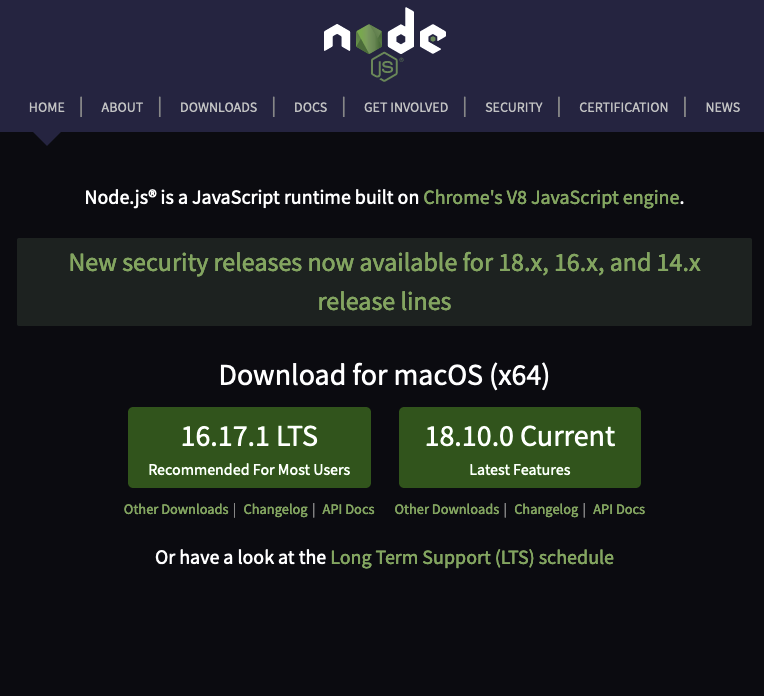 node
JS
HOME | ABOUT | DOWNLOADS | DOCS | GET INVOLVED | SECURITY | CERTIFICATION | NEWS
Node.js® is a JavaScript runtime built on Chrome's V8 JavaScript engine.
New security releases now available for 18.x, 16.x, and 14.x
release lines
Download for macOS (x64)
16.17.1 LTS
Recommended For Most Users
18.10.0 Current
Latest Features
Other Downloads | Changelog | API Docs
Other Downloads | Changelog | API Docs
Or have a look at the Long Term Support (LTS) schedule